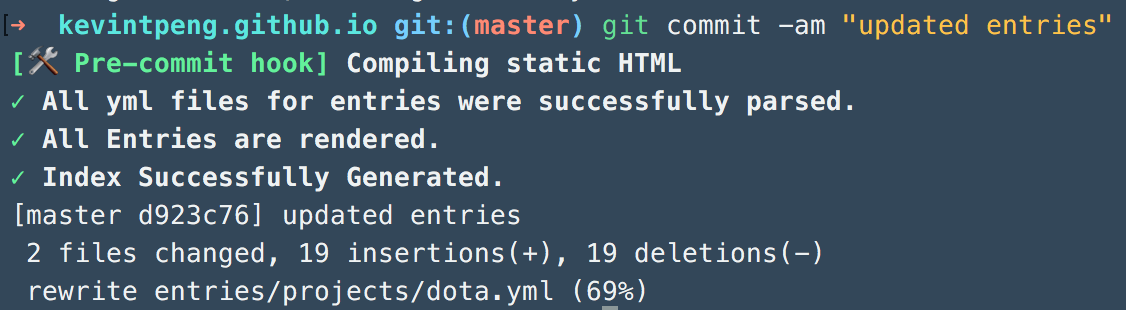 ➜ kevintpeng.github.io git:(master) git commit -am "updated entries"
[🛠 Pre-commit hook] Compiling static HTML
✓ All yml files for entries were successfully parsed.
✓ All Entries are rendered.
✓ Index Successfully Generated.
[master d923c76] updated entries
2 files changed, 19 insertions(+), 19 deletions(-)
rewrite entries/projects/dota.yml (69%)